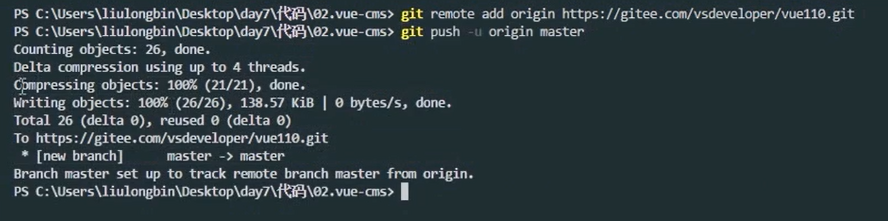 PS C:\Users\liulongbin\Desktop\day7\代码\02.vue-cms> git remote add origin https://gitee.com/vsdeveloper/vue110.git
PS C:\Users\liulongbin\Desktop\day7\代码\02.vue-cms> git push -u origin master
Counting objects: 26, done.
Delta compression using up to 4 threads.
Compressing objects: 100% (21/21), done.
Writing objects: 100% (26/26), 138.57 KiB | 0 bytes/s, done.
Total 26 (delta 0), reused 0 (delta 0)
To https://gitee.com/vsdeveloper/vue110.git
 * [new branch]      master -> master
Branch master set up to track remote branch master from origin.
PS C:\Users\liulongbin\Desktop\day7\代码\02.vue-cms>